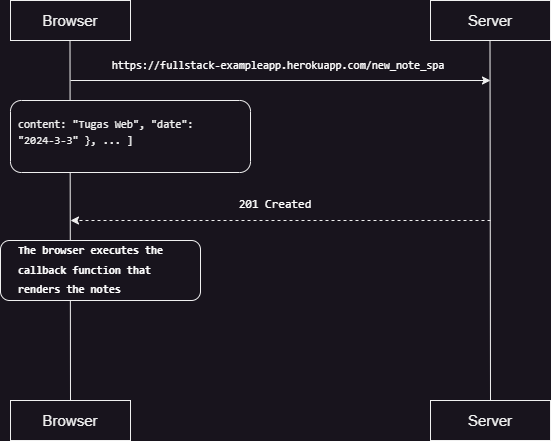 Browser
Server
https://fullstack-exampleapp.herokuapp.com/new_note_spa
content: "Tugas Web", "date":
"2024-3-3" }, ... ]
201 Created
The browser executes the
callback function that
renders the notes
Browser
Server